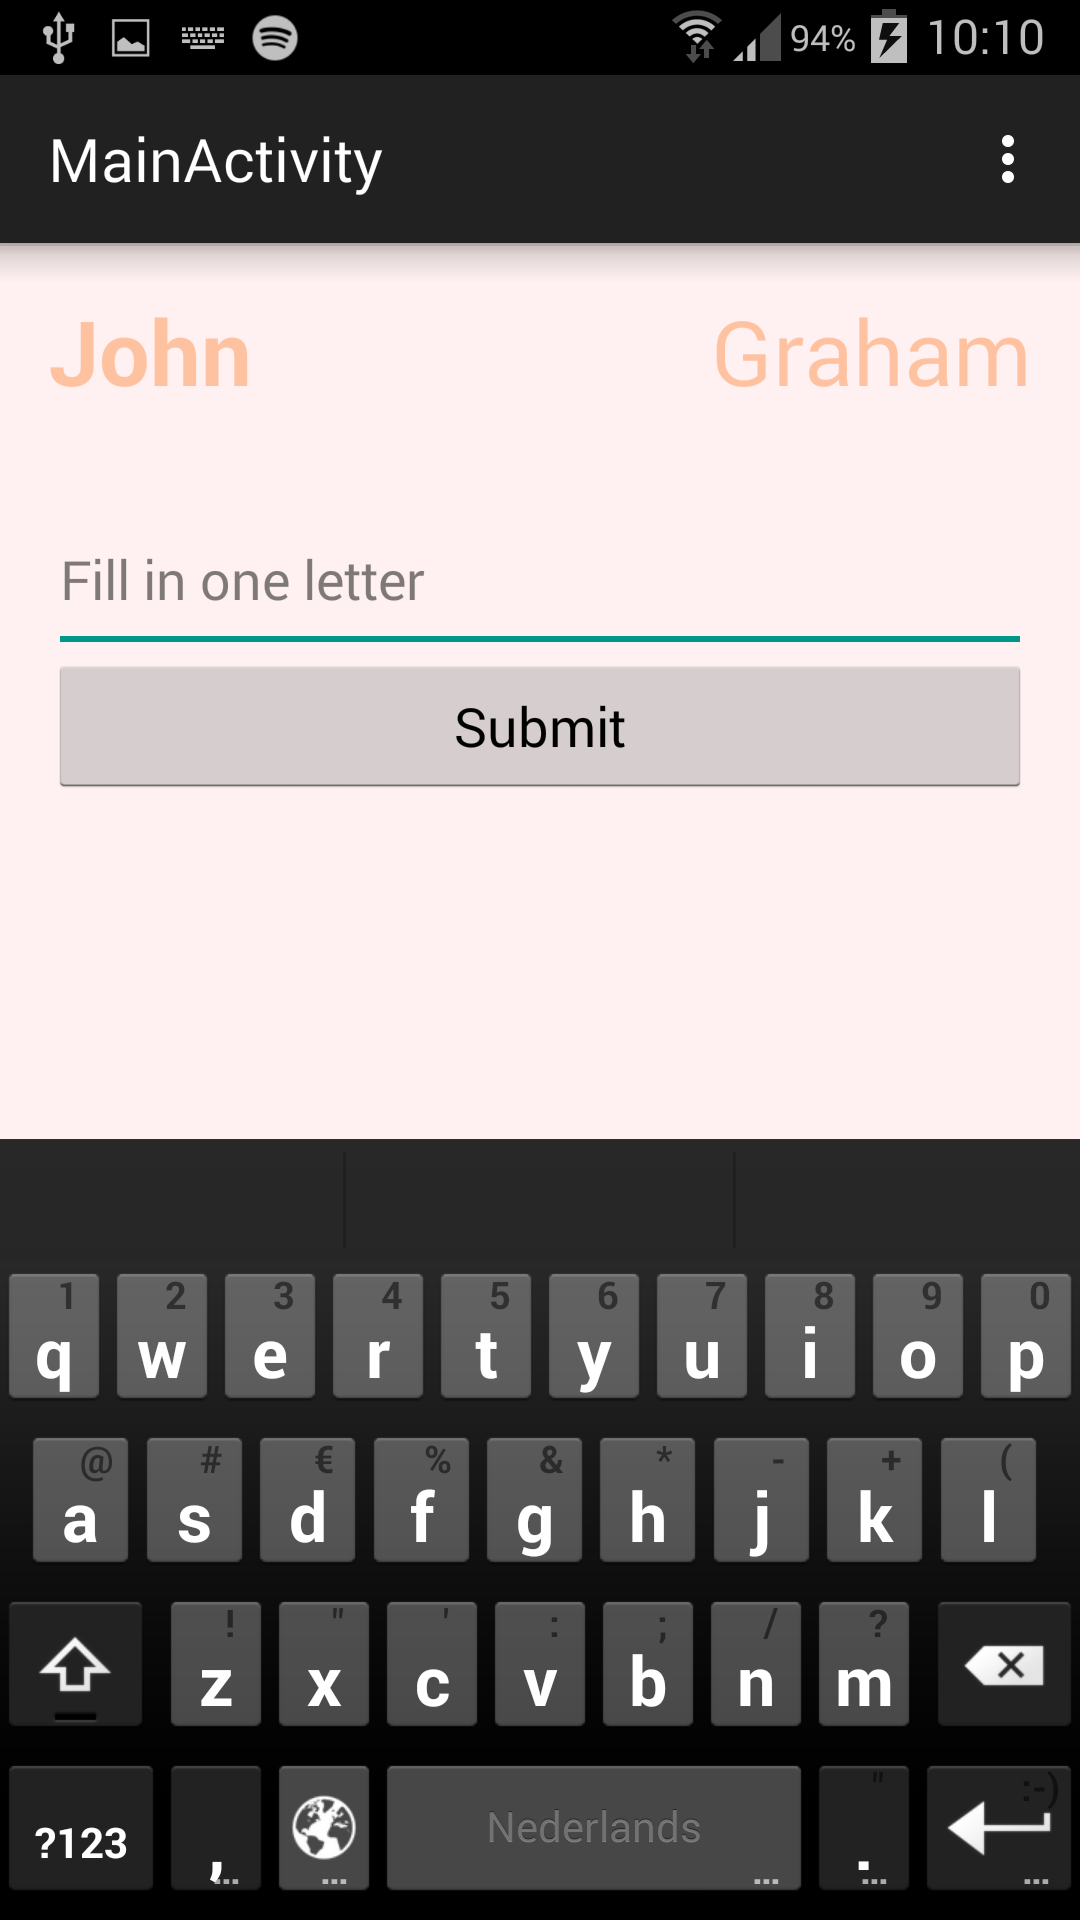 94% 10:10
MainActivity
John Graham
Fill in one letter
Submit
1 2 3 4 5 6 7 8 9 0
q w e r t y u i o p
@ # € % & * - + (
a s d f g h j k l
! " ' : ; / ?
z x c v b n m
" :-)
?123 , ... ... Nederlands ... . ... ...